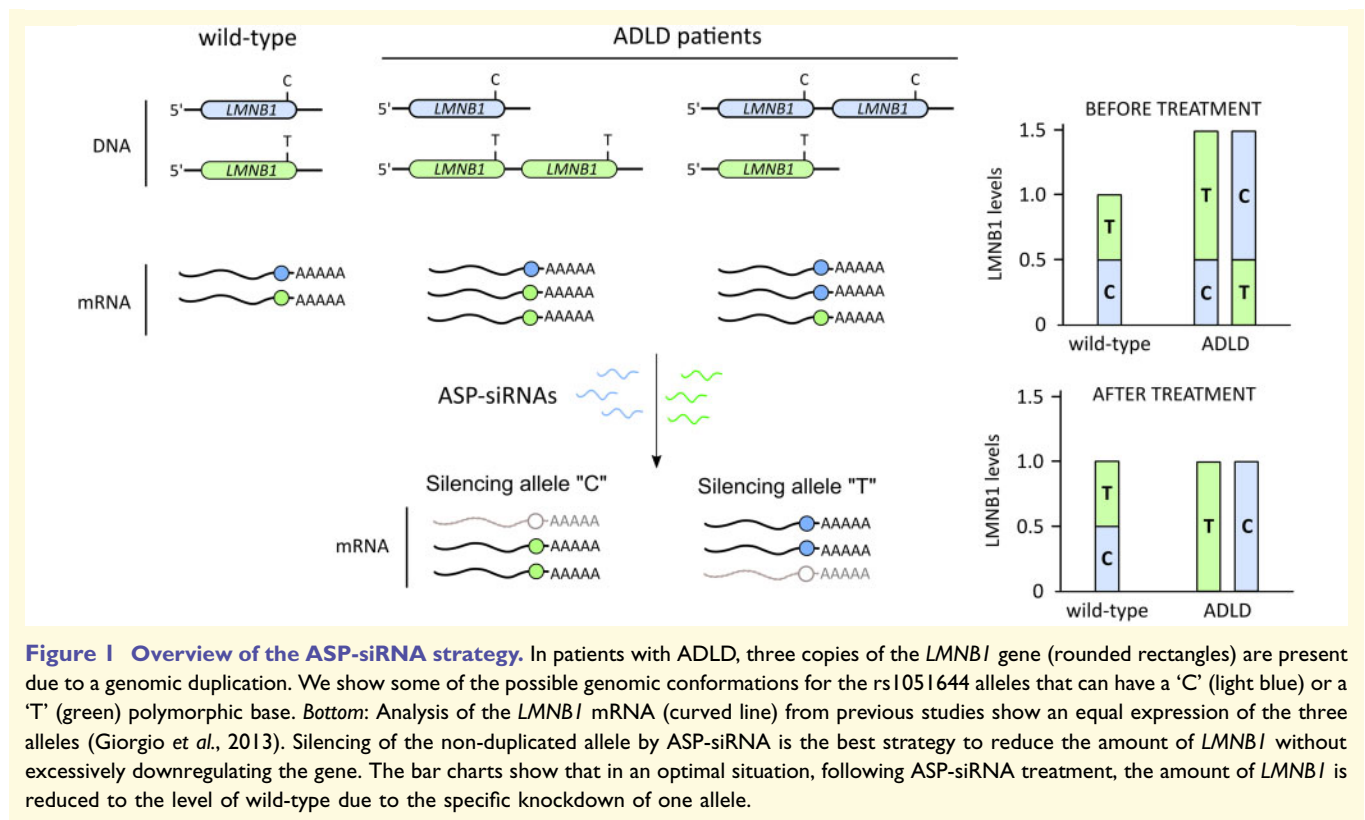 wild-type
ADLD patients
C
C
C
C
5' LMNB1
5' LMNB1
5' LMNB1 LMNB1
DNA
T
T
T
T
5' LMNB1
5' LMNB1 LMNB1
5' LMNB1
mRNA
AAAAA
AAAAA
AAAAA
AAAAA
AAAAA
AAAAA
AAAAA
AAAAA
ASP-siRNAs
Silencing allele "C"
Silencing allele "T"
mRNA
AAAAA
AAAAA
AAAAA
AAAAA
AAAAA
AAAAA
BEFORE TREATMENT
LMNB1 levels
1.5
1.0
0.5
0
T
C
T
C
C
T
wild-type
ADLD
AFTER TREATMENT
LMNB1 levels
1.5
1.0
0.5
0
T
C
T
C
wild-type
ADLD
Figure 1 Overview of the ASP-siRNA strategy. In patients with ADLD, three copies of the LMNB1 gene (rounded rectangles) are present
due to a genomic duplication. We show some of the possible genomic conformations for the rs1051644 alleles that can have a ‘C’ (light blue) or a
‘T’ (green) polymorphic base. Bottom: Analysis of the LMNB1 mRNA (curved line) from previous studies show an equal expression of the three
alleles (Giorgio et al., 2013). Silencing of the non-duplicated allele by ASP-siRNA is the best strategy to reduce the amount of LMNB1 without
excessively downregulating the gene. The bar charts show that in an optimal situation, following ASP-siRNA treatment, the amount of LMNB1 is
reduced to the level of wild-type due to the specific knockdown of one allele.